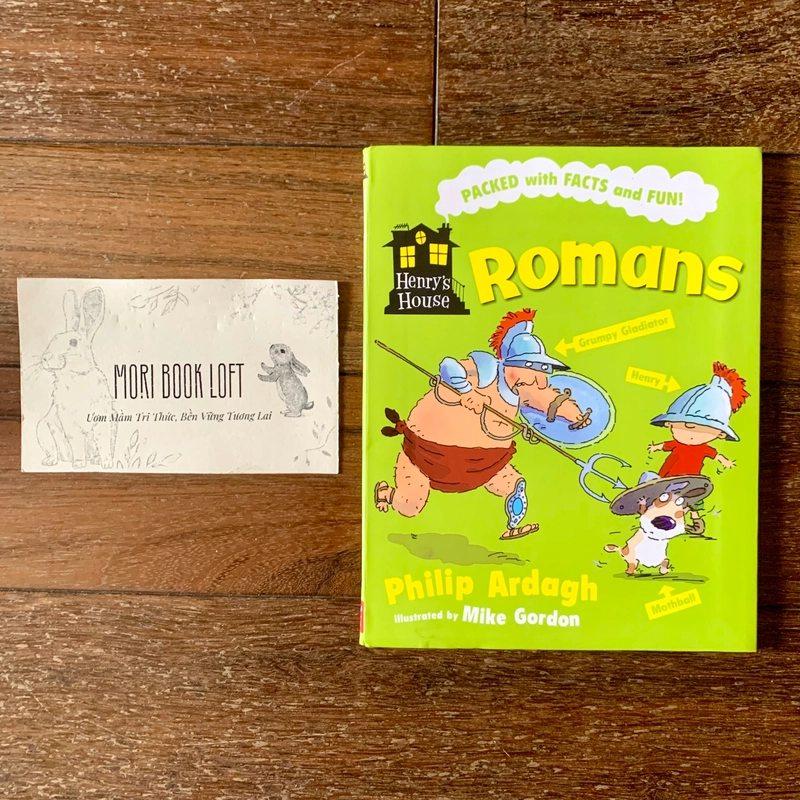 MORI BOOK LOFT
Ươm Mầm Tri Thức, Bền Vững Tương Lai
PACKED with FACTS and FUN!
Henry's
House
Romans
Grumpy Gladiator
Henry
Mothball
Philip Ardagh
illustrated by Mike Gordon